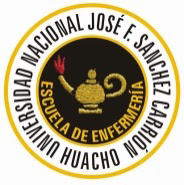 UNIVERSIDAD NACIONAL JOSÉ F. SANCHEZ CARRIÓN
HUACHO
ESCUELA DE ENFERMERÍA